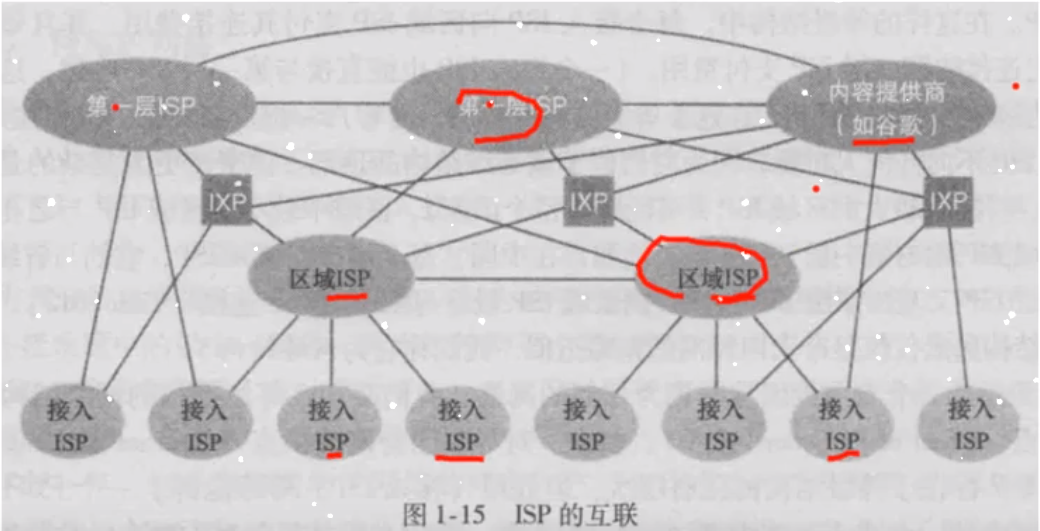 第一层ISP
第一层ISP
内容提供商
（如谷歌）
IXP
IXP
IXP
区域ISP
区域ISP
接入
ISP
接入
ISP
接入
ISP
接入
ISP
接入
ISP
接入
ISP
接入
ISP
接入
ISP
图 1-15 ISP 的互联